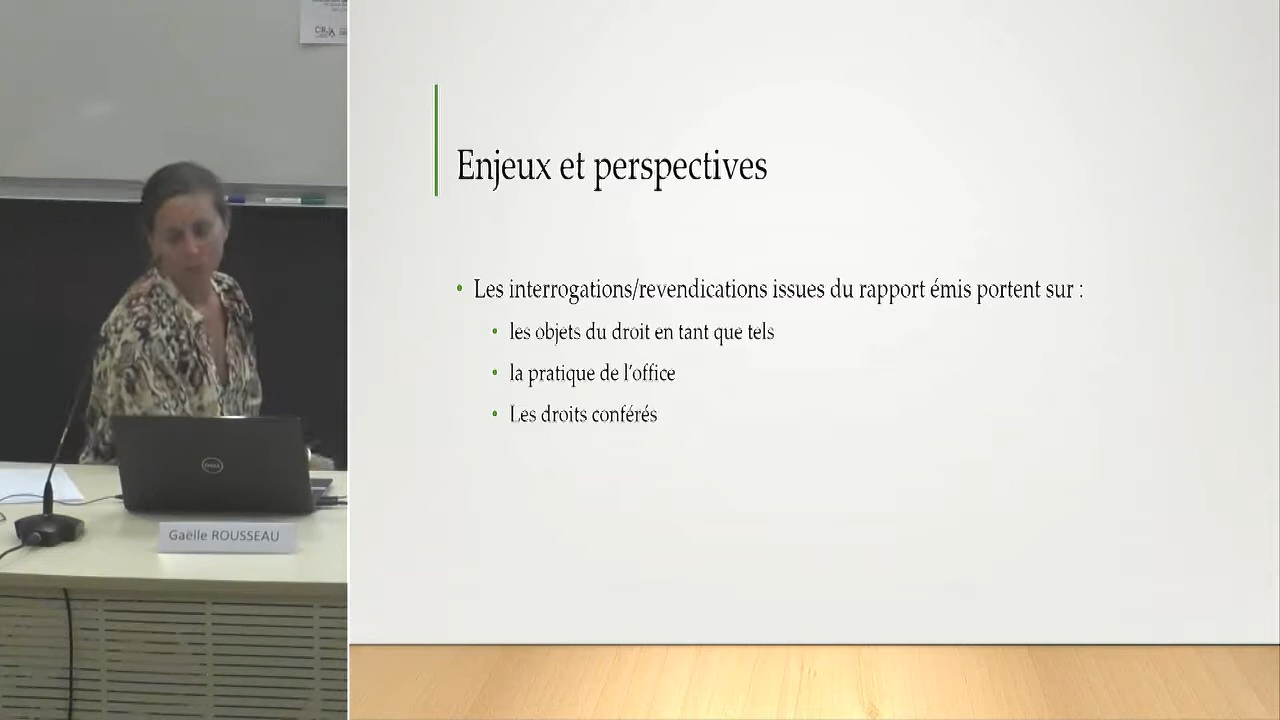 Enjeux et perspectives
Les interrogations/revendications issues du rapport émis portent sur :
les objets du droit en tant que tels
la pratique de l'office
Les droits conférés
DELL
Gaëlle ROUSSEAU